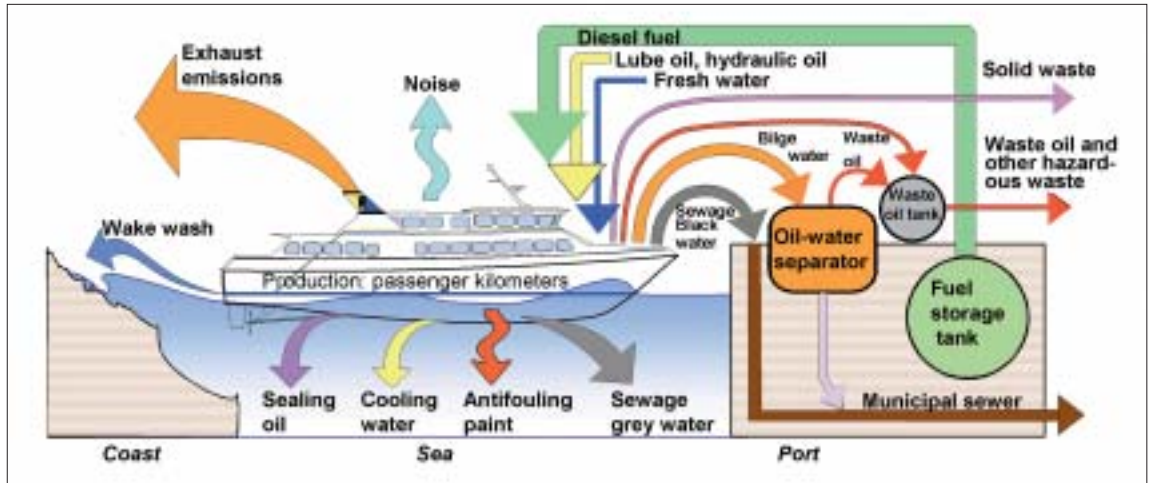 Exhaust
emissions
Noise
Diesel fuel
Lube oil, hydraulic oil
Fresh water
Solid waste
Bilge
water
Waste
oil
Waste oil and
other hazard-
ous waste
Waste
oil tank
Wake wash
Sewage
Black
water
Oil-water
separator
Production: passenger kilometers
Fuel
storage
tank
Sealing
oil
Cooling
water
Antifouling
paint
Sewage
grey water
Municipal sewer
Coast
Sea
Port